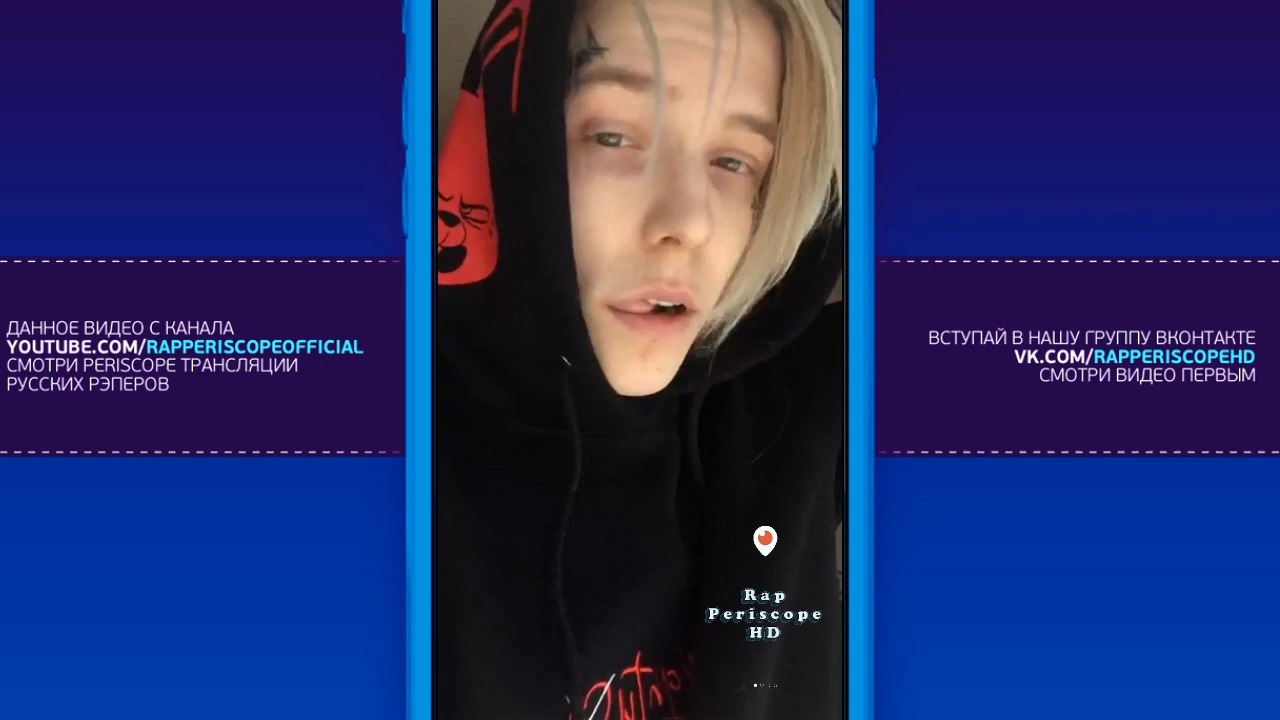 ДАННОЕ ВИДЕО С КАНАЛА
YOUTUBE.COM/RAPPERISCOPEOFFICIAL
СМОТРИ PERISCOPE ТРАНСЛЯЦИИ
РУССКИХ РЭПЕРОВ
ВСТУПАЙ В НАШУ ГРУППУ ВКОНТАКТЕ
VK.COM/RAPPERISCOPEHD
СМОТРИ ВИДЕО ПЕРВЫМ
Rap
Periscope
HD